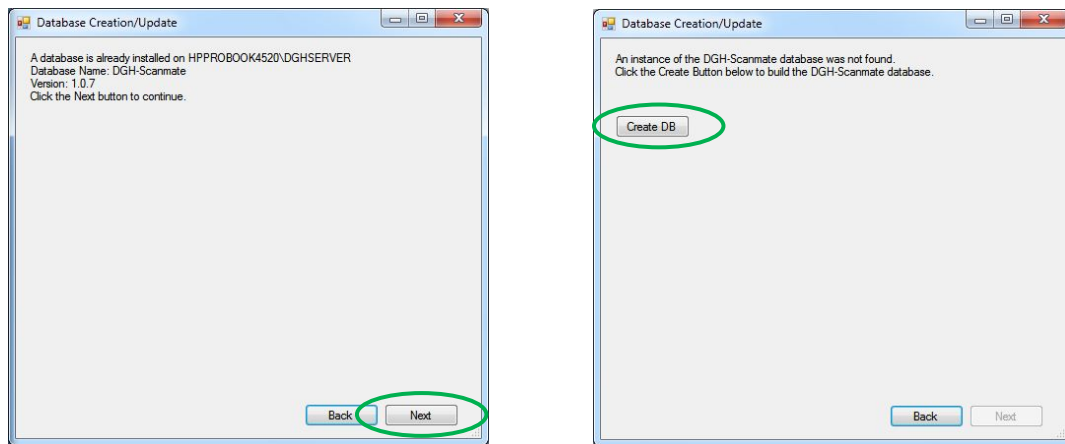 Database Creation/Update
A database is already installed on HPPROBOOK4520\DGHSERVER
Database Name: DGH-Scanmate
Version: 1.0.7
Click the Next button to continue.
Back
Next
Database Creation/Update
An instance of the DGH-Scanmate database was not found.
Click the Create Button below to build the DGH-Scanmate database.
Create DB
Back
Next